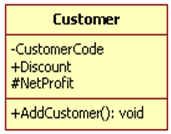 Customer
-CustomerCode
+Discount
#NetProfit
+AddCustomer(): void